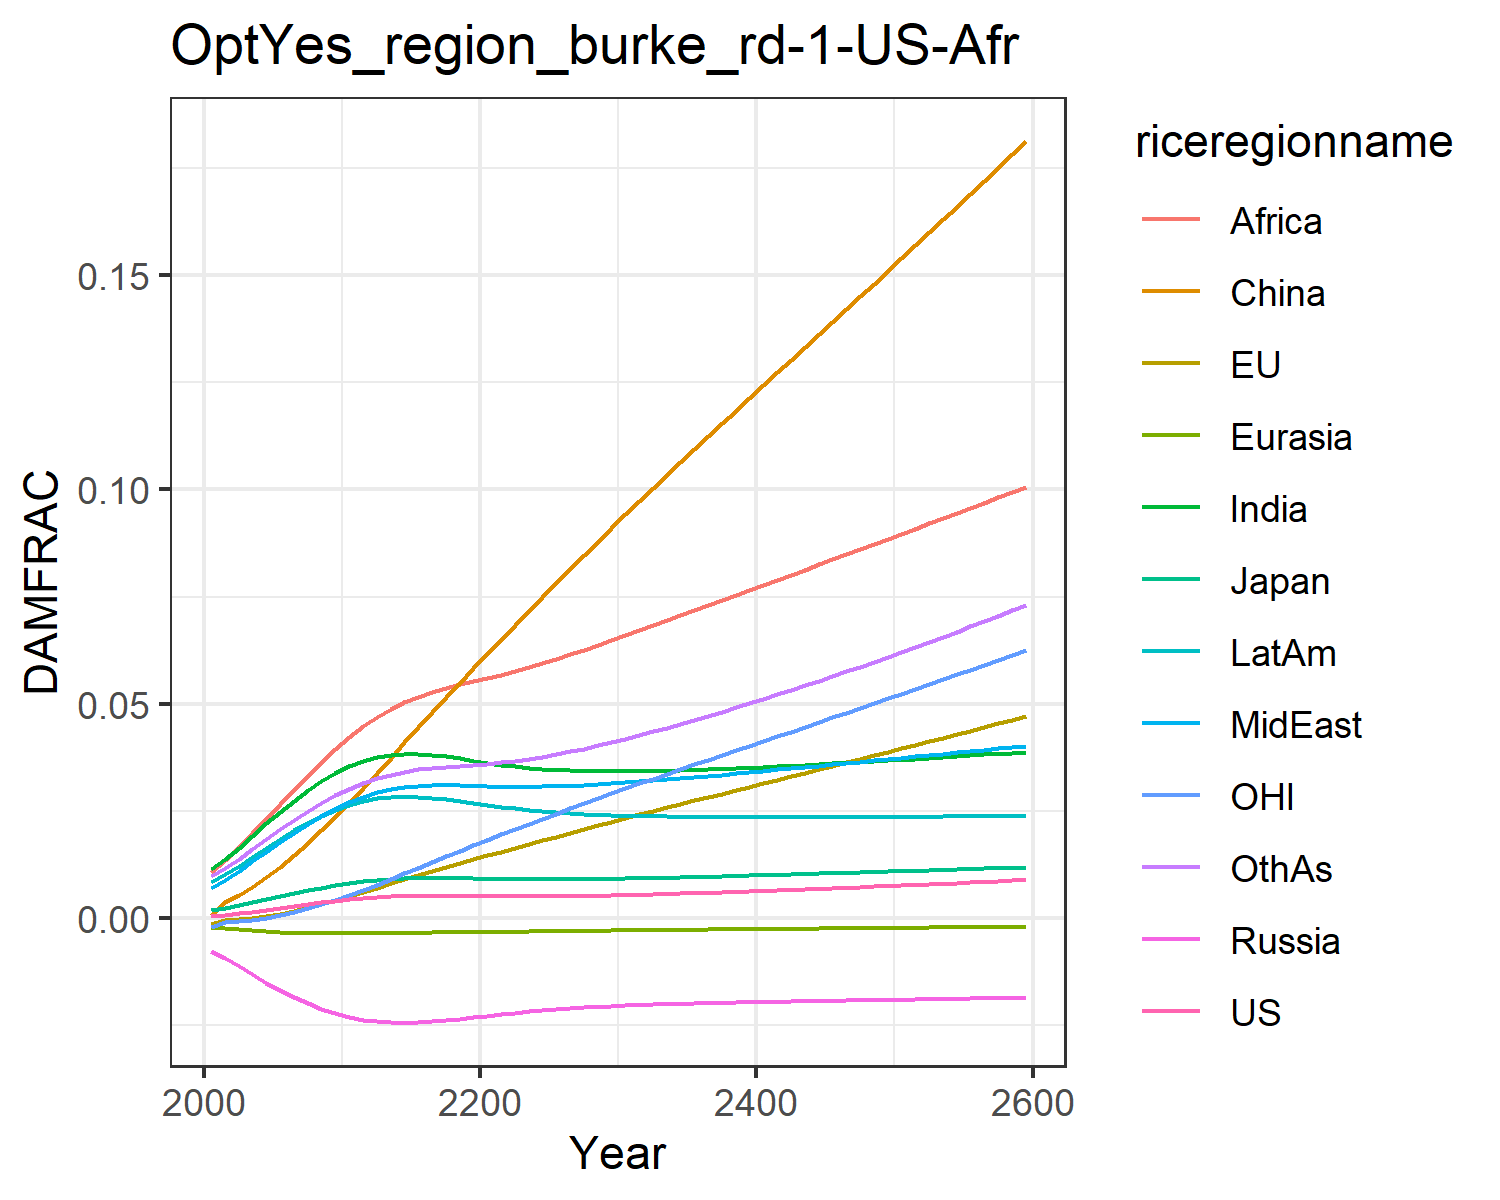 OptYes_region_burke_rd-1-US-Afr
DAMFRAC
0.15
0.10
0.05
0.00
2000 2200 2400 2600
Year
riceregionname
Africa
China
EU
Eurasia
India
Japan
LatAm
MidEast
OHI
OthAs
Russia
US